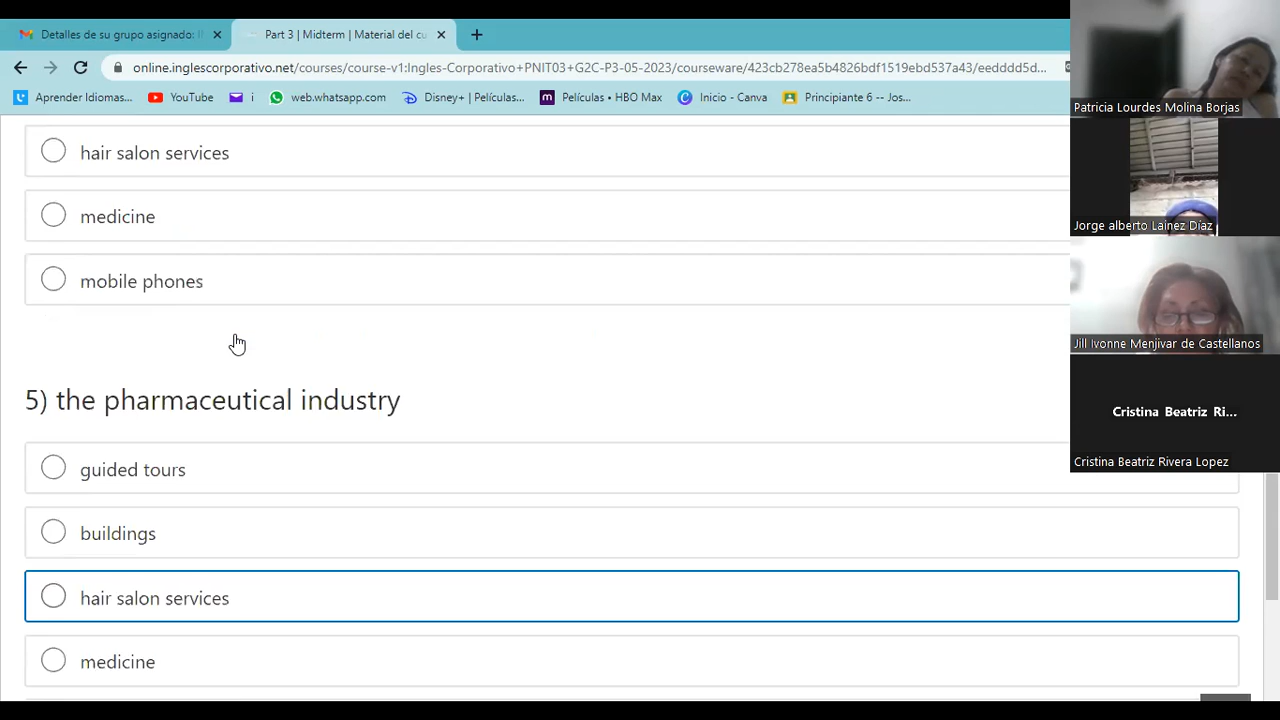 Detalles de su grupo asignado: II
Part 3 | Midterm | Material del cu
online.inglescorporativo.net/courses/course-v1:Ingles-Corporativo+PNIT03+G2C-P3-05-2023/courseware/423cb278ea5b4826bdf1519ebd537a43/eedddd5d...
Aprender Idiomas...
YouTube
i
web.whatsapp.com
Disney+ | Películas...
Películas • HBO Max
Inicio - Canva
Principiante 6 -- Jos...
hair salon services
medicine
mobile phones
5) the pharmaceutical industry
guided tours
buildings
hair salon services
medicine
Patricia Lourdes Molina Borjas
Jorge alberto Lainez Díaz
Jill Ivonne Menjivar de Castellanos
Cristina Beatriz Ri...
Cristina Beatriz Rivera Lopez